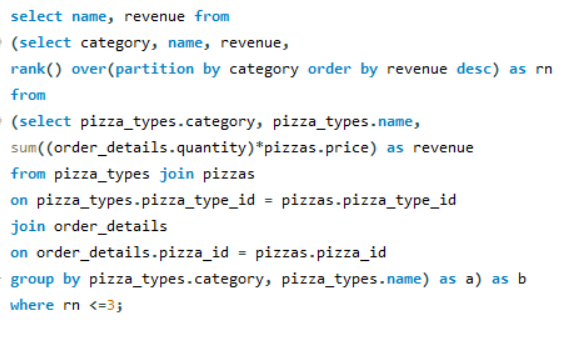 select name, revenue from
(select category, name, revenue,
rank() over(partition by category order by revenue desc) as rn
from
(select pizza_types.category, pizza_types.name,
sum((order_details.quantity)*pizzas.price) as revenue
from pizza_types join pizzas
on pizza_types.pizza_type_id = pizzas.pizza_type_id
join order_details
on order_details.pizza_id = pizzas.pizza_id
group by pizza_types.category, pizza_types.name) as a) as b
where rn <=3;